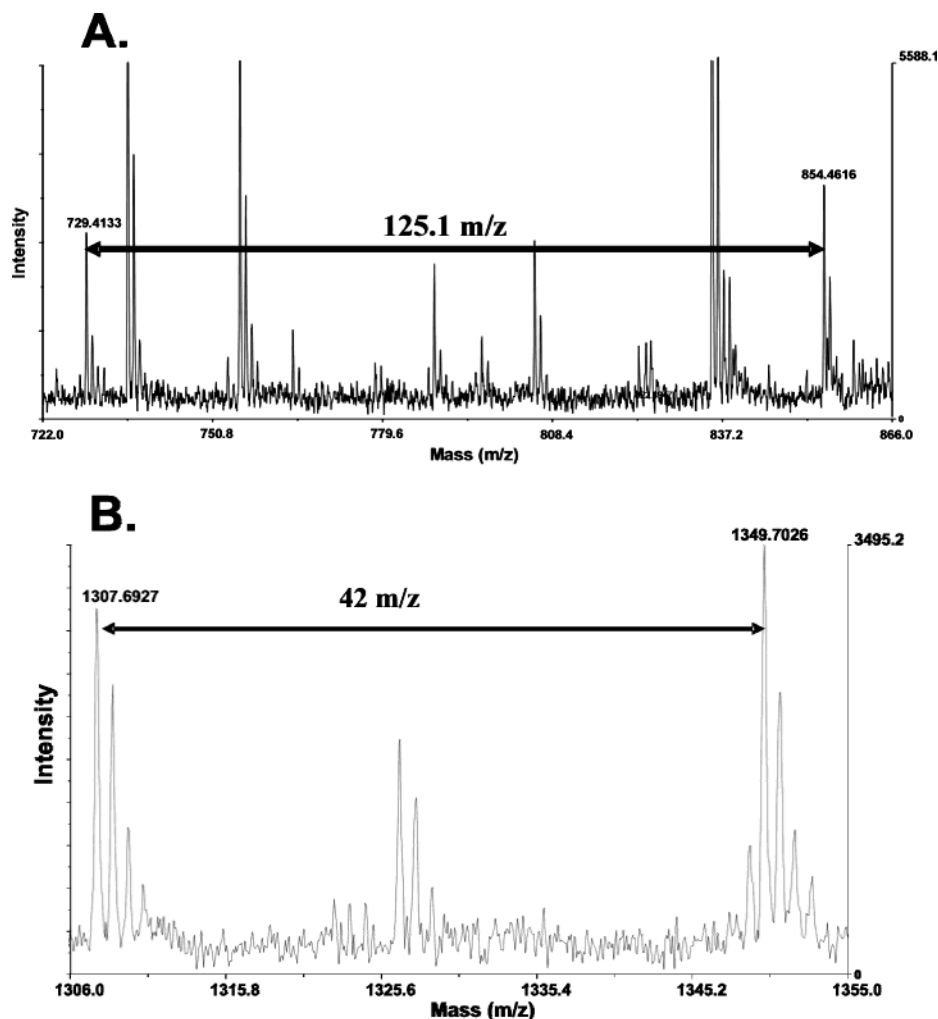 A.
5588.1
854.4616
729.4133
125.1 m/z
Intensity
0
722.0 750.8 779.6 808.4 837.2 866.0
Mass (m/z)
B.
1349.7026
3495.2
1307.6927
42 m/z
Intensity
0
1306.0 1315.8 1325.6 1335.4 1345.2 1355.0
Mass (m/z)